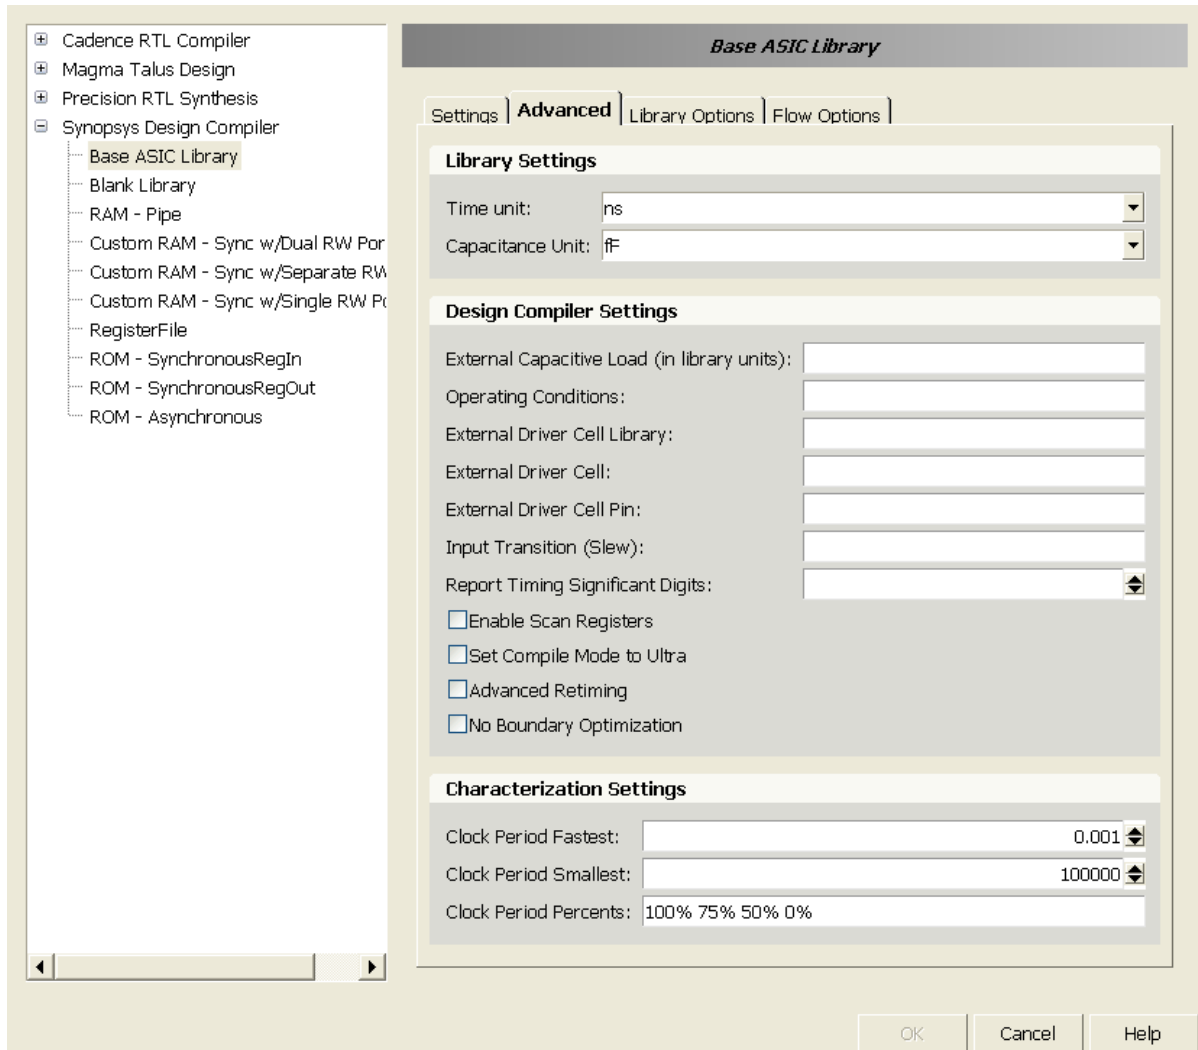 Cadence RTL Compiler
Magma Talus Design
Precision RTL Synthesis
Synopsys Design Compiler
Base ASIC Library
Blank Library
RAM - Pipe
Custom RAM - Sync w/Dual RW Por
Custom RAM - Sync w/Separate RW
Custom RAM - Sync w/Single RW Po
RegisterFile
ROM - SynchronousRegIn
ROM - SynchronousRegOut
ROM - Asynchronous
Base ASIC Library
Settings Advanced Library Options Flow Options
Library Settings
Time unit: ns
Capacitance Unit: fF
Design Compiler Settings
External Capacitive Load (in library units):
Operating Conditions:
External Driver Cell Library:
External Driver Cell:
External Driver Cell Pin:
Input Transition (Slew):
Report Timing Significant Digits:
Enable Scan Registers
Set Compile Mode to Ultra
Advanced Retiming
No Boundary Optimization
Characterization Settings
Clock Period Fastest: 0.001
Clock Period Smallest: 100000
Clock Period Percents: 100% 75% 50% 0%
OK Cancel Help